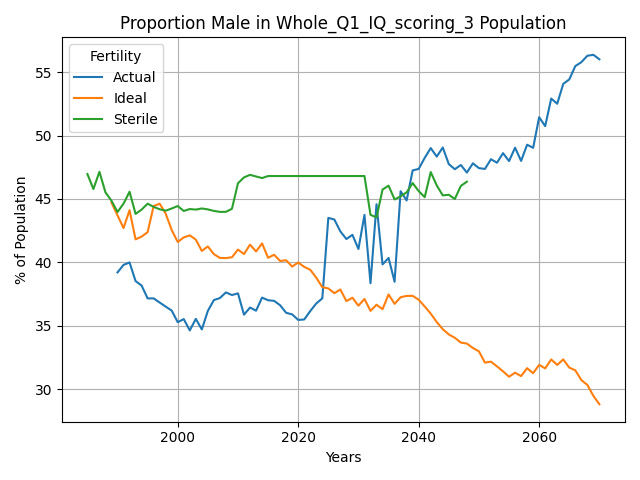 Proportion Male in Whole_Q1_IQ_scoring_3 Population
Fertility
Actual
Ideal
Sterile
55
50
45
40
35
30
% of Population
2000 2020 2040 2060
Years